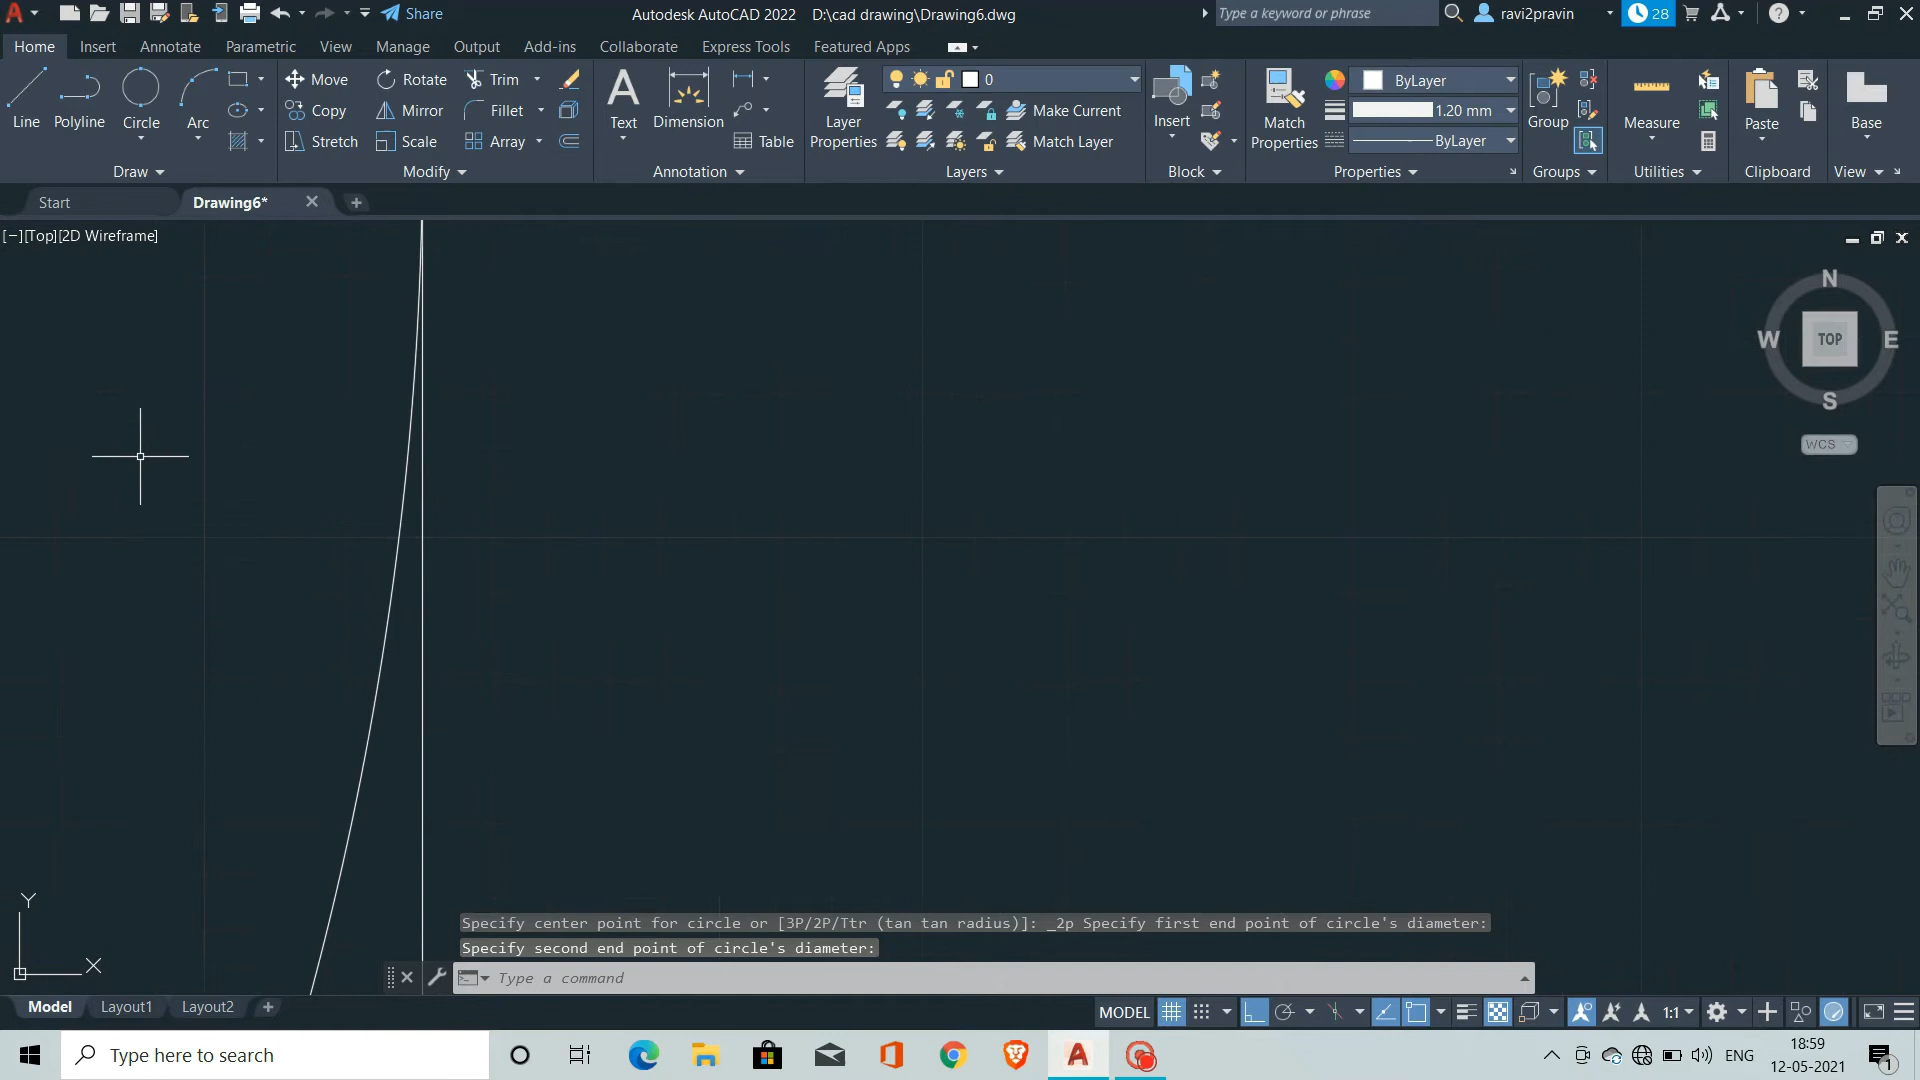 Share
Autodesk AutoCAD 2022 D:\cad drawing\Drawing6.dwg
Type a keyword or phrase
ravi2pravin
28
Home Insert Annotate Parametric View Manage Output Add-ins Collaborate Express Tools Featured Apps
Line Polyline Circle Arc
Move Rotate Trim
Copy Mirror Fillet
Stretch Scale Array
Text Dimension Table
Layer Properties
0
Make Current
Match Layer
Insert
Match Properties
ByLayer
1.20 mm
ByLayer
Group Measure Paste Base
Draw Modify Annotation Layers Block Properties Groups Utilities Clipboard View
Start Drawing6*
[−][Top][2D Wireframe]
N
W TOP E
S
WCS
Y
X
Specify center point for circle or [3P/2P/Ttr (tan tan radius)]: _2p Specify first end point of circle's diameter:
Specify second end point of circle's diameter:
Type a command
Model Layout1 Layout2
MODEL 1:1
Type here to search
ENG
18:59
12-05-2021
1